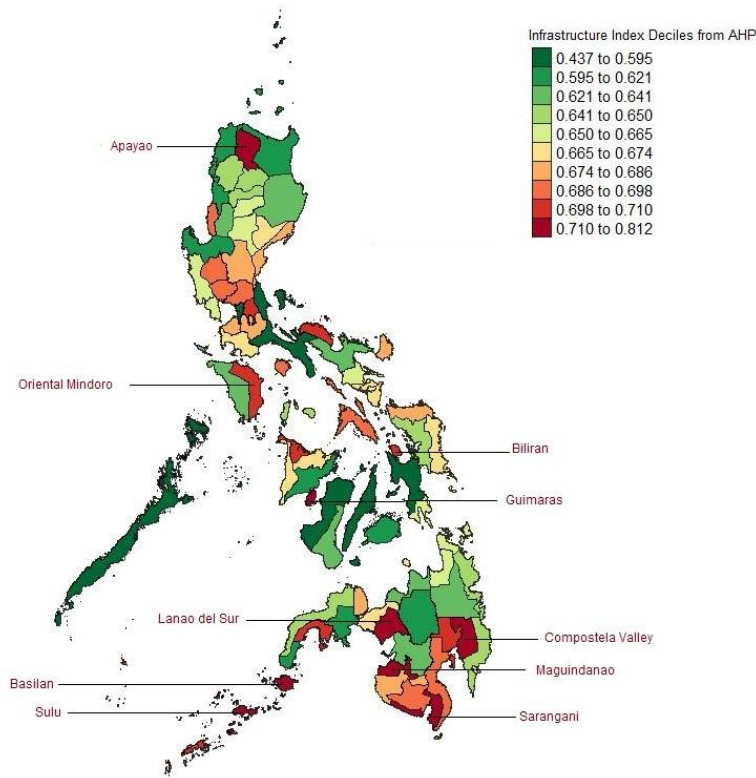 Infrastructure Index Deciles from AHP
0.437 to 0.595
0.595 to 0.621
0.621 to 0.641
0.641 to 0.650
0.650 to 0.665
0.665 to 0.674
0.674 to 0.686
0.686 to 0.698
0.698 to 0.710
0.710 to 0.812
Apayao
Oriental Mindoro
Biliran
Guimaras
Lanao del Sur
Compostela Valley
Maguindanao
Basilan
Sulu
Sarangani